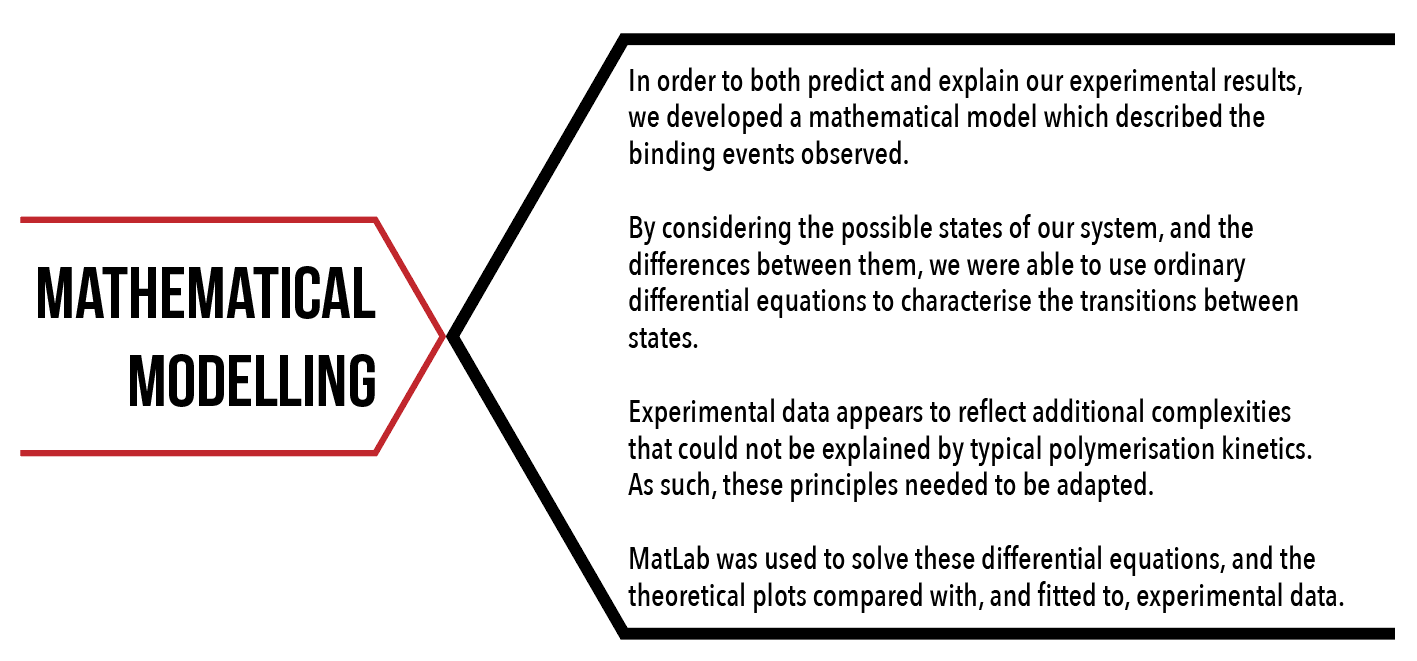 MATHEMATICAL
MODELLING
In order to both predict and explain our experimental results,
we developed a mathematical model which described the
binding events observed.
By considering the possible states of our system, and the
differences between them, we were able to use ordinary
differential equations to characterise the transitions between
states.
Experimental data appears to reflect additional complexities
that could not be explained by typical polymerisation kinetics.
As such, these principles needed to be adapted.
MatLab was used to solve these differential equations, and the
theoretical plots compared with, and fitted to, experimental data.